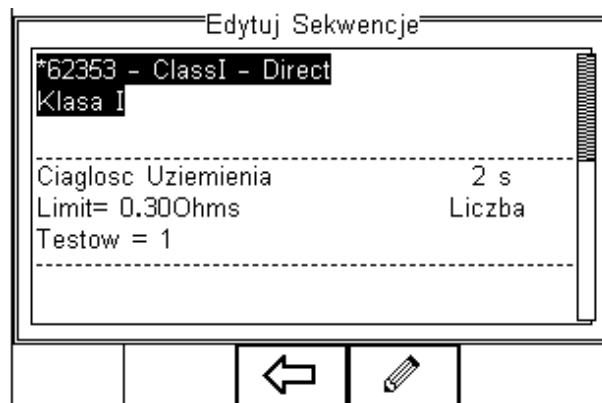 Edytuj Sekwencje
*62353 - ClassI - Direct
Klasa I
Ciaglosc Uziemienia 2 s
Limit= 0.30Ohms Liczba
Testow = 1